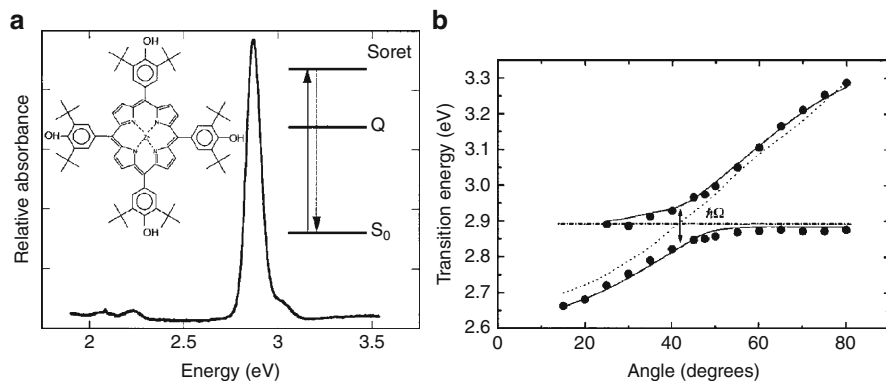 a
Relative absorbance
OH
OH
OH
OH
N
N
N
N
Soret
Q
S0
2
2.5
3
3.5
Energy (eV)
b
Transition energy (eV)
3.3
3.2
3.1
3.0
2.9
2.8
2.7
2.6
ℏΩ
0
20
40
60
80
Angle (degrees)